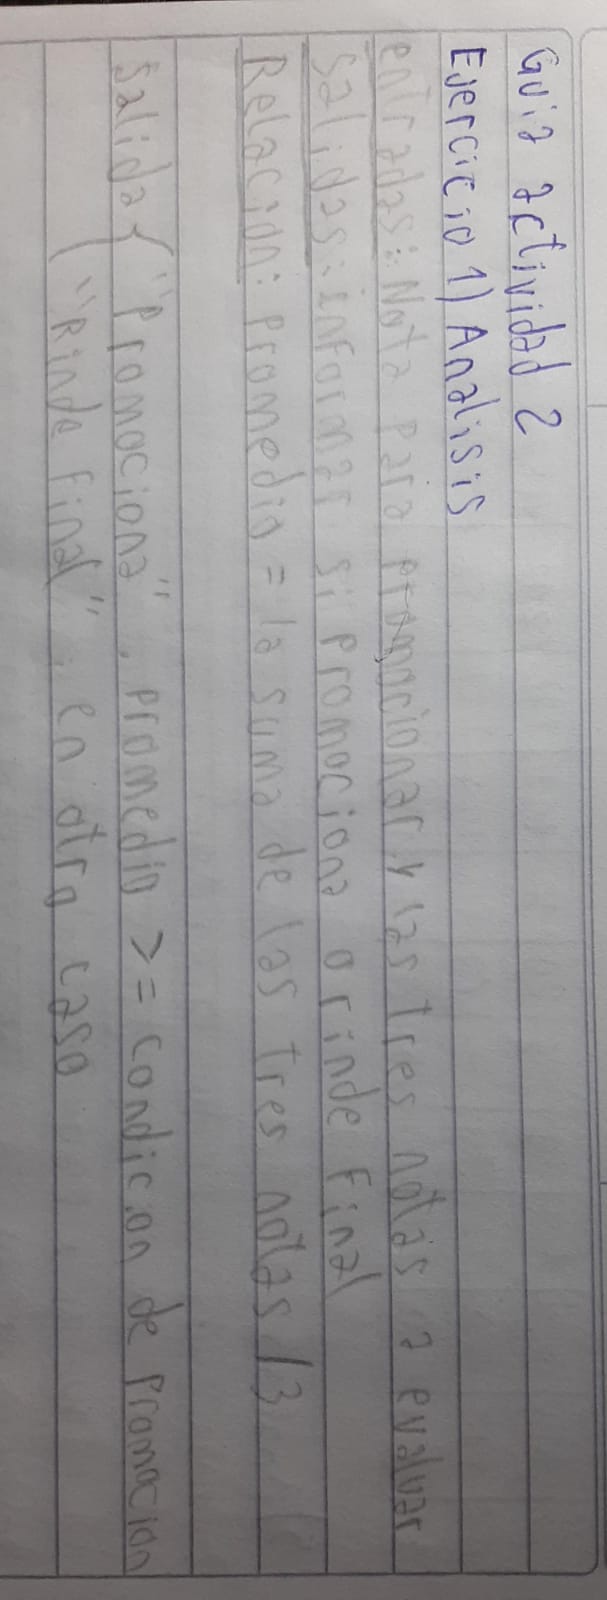 Guia actividad 2
Ejercicio 1) Analisis
entradas: Nota para promocionar y las tres notas a evaluar
Salidas: informar si promociona o rinde final
Relacion: promedio = la suma de las tres notas / 3
Salida { "Promociona", promedio >= condicion de promocion
"Rinde final", en otro caso